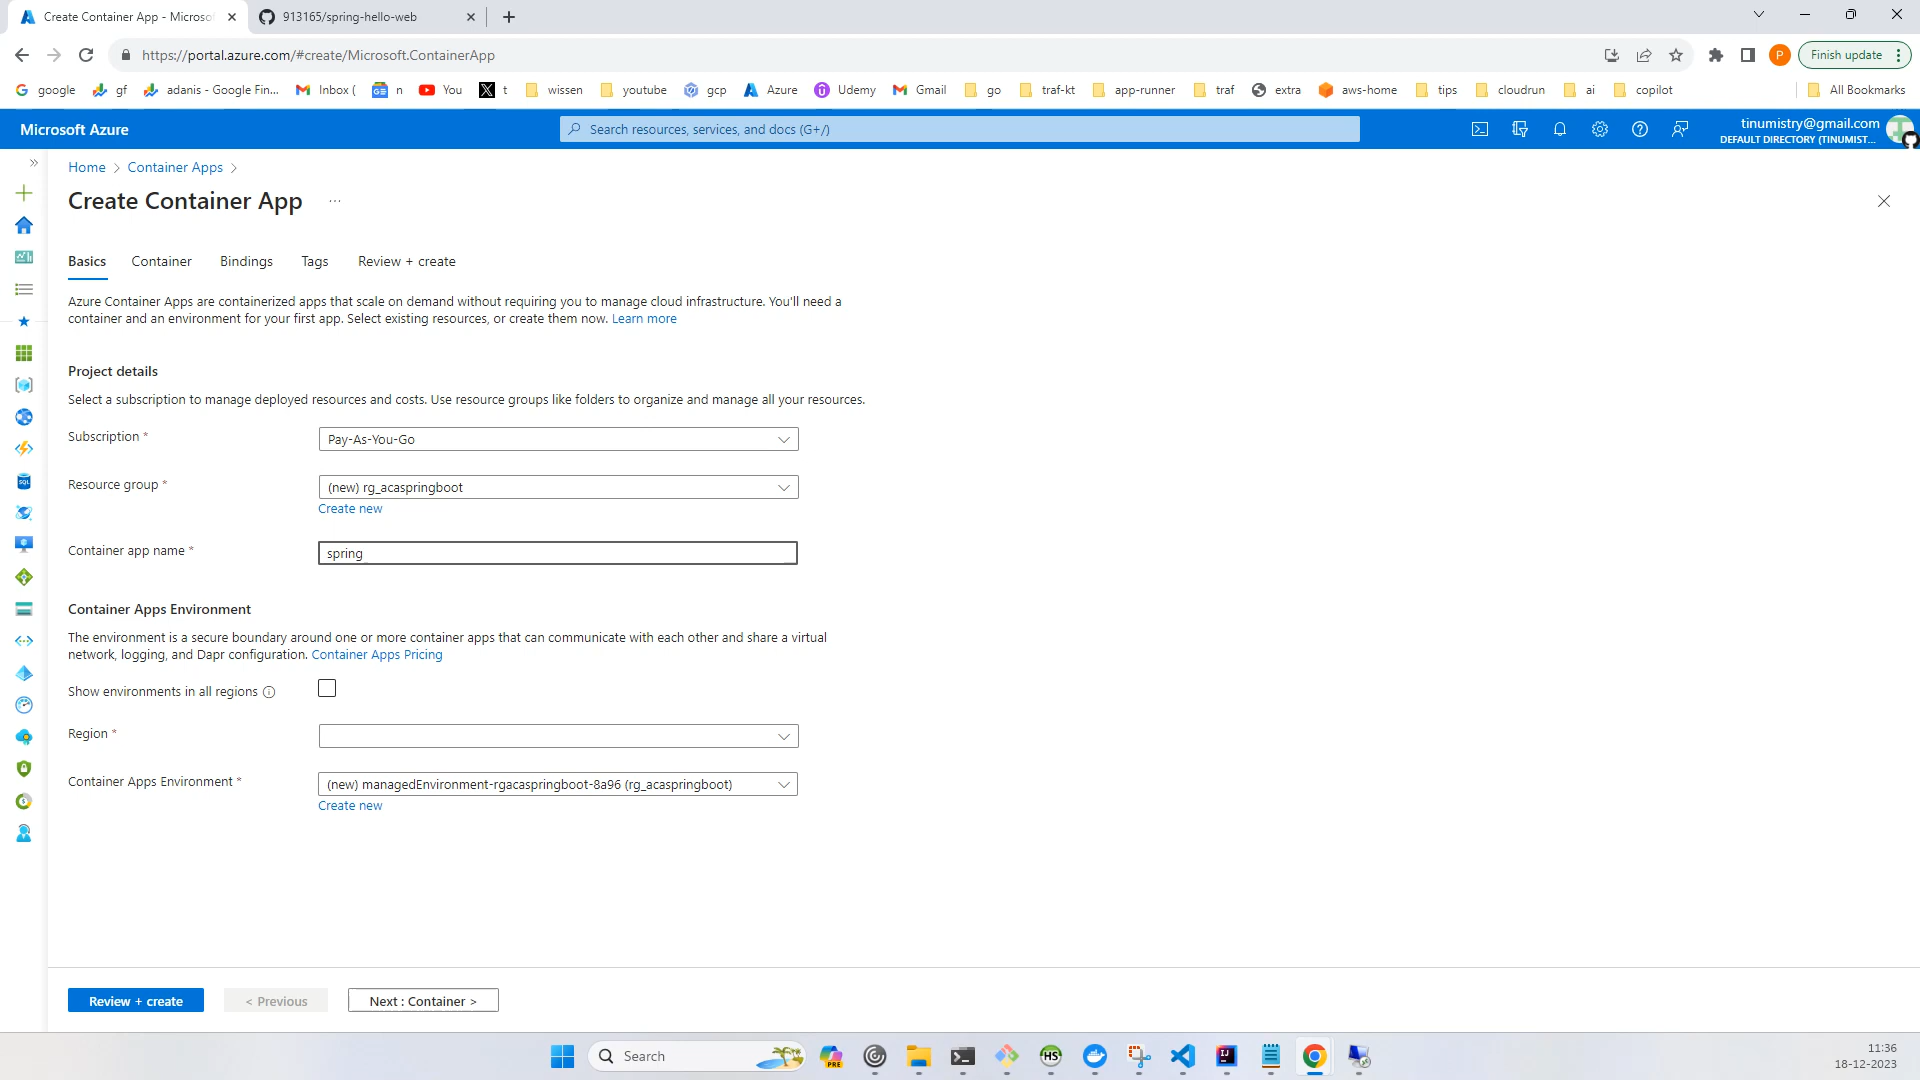 Create Container App - Microsof
913165/spring-hello-web
https://portal.azure.com/#create/Microsoft.ContainerApp
P
Finish update
google
gf
adanis - Google Fin...
Inbox (
n
You
t
wissen
youtube
gcp
Azure
Udemy
Gmail
go
traf-kt
app-runner
traf
extra
aws-home
tips
cloudrun
ai
copilot
All Bookmarks
Microsoft Azure
Search resources, services, and docs (G+/)
tinumistry@gmail.com
DEFAULT DIRECTORY (TINUMIST...
Home > Container Apps >
Create Container App ...
Basics
Container
Bindings
Tags
Review + create
Azure Container Apps are containerized apps that scale on demand without requiring you to manage cloud infrastructure. You'll need a
container and an environment for your first app. Select existing resources, or create them now. Learn more
Project details
Select a subscription to manage deployed resources and costs. Use resource groups like folders to organize and manage all your resources.
Subscription *
Pay-As-You-Go
Resource group *
(new) rg_acaspringboot
Create new
Container app name *
spring
Container Apps Environment
The environment is a secure boundary around one or more container apps that can communicate with each other and share a virtual
network, logging, and Dapr configuration. Container Apps Pricing
Show environments in all regions
Region *
Container Apps Environment *
(new) managedEnvironment-rgacaspringboot-8a96 (rg_acaspringboot)
Create new
Review + create
< Previous
Next : Container >
Search
PRE
HS
IJ
11:36
18-12-2023